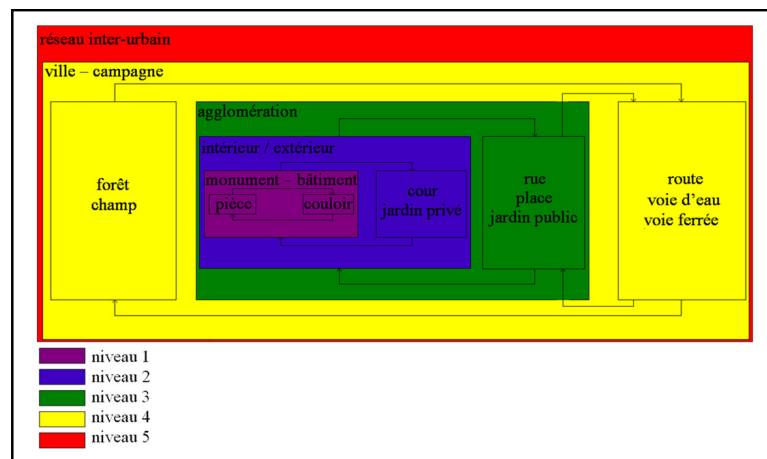 réseau inter-urbain
ville – campagne
agglomération
intérieur / extérieur
monument – bâtiment
pièce
couloir
cour
jardin privé
rue
place
jardin public
forêt
champ
route
voie d'eau
voie ferrée
niveau 1
niveau 2
niveau 3
niveau 4
niveau 5